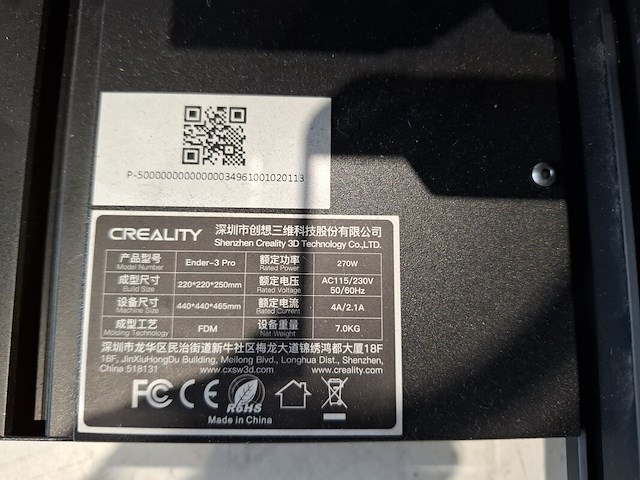 P-50000000000000034961001020113
CREALITY 深圳市创想三维科技股份有限公司
Shenzhen Creality 3D Technology Co.,LTD.
产品型号 Ender-3 Pro 额定功率 270W
Model Number Rated Power
成型尺寸 220*220*250mm 额定电压 AC115/230V
Build Size Rated Voltage 50/60Hz
设备尺寸 440*440*465mm 额定电流 4A/2.1A
Machine Size Rated Current
成型工艺 FDM 设备重量 7.0KG
Molding Technology Net Weight
深圳市龙华区民治街道新牛社区梅龙大道锦绣鸿都大厦18F
18F, JinXiuHongDu Building, Meilong Blvd., Longhua Dist., Shenzhen,
China 518131 www.cxsw3d.com www.creality.com
FC CE RoHS
Made in China